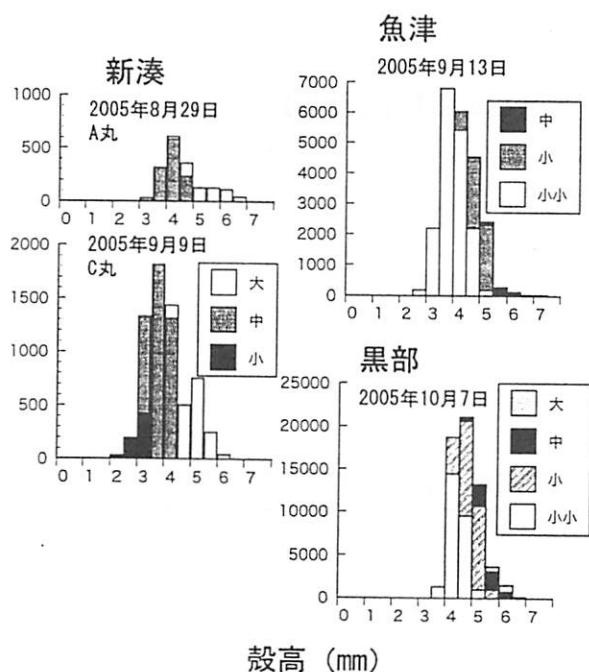 新湊
1000
500
0
2005年8月29日
A丸
0 1 2 3 4 5 6 7
2000
1500
1000
500
0
2005年9月9日
C丸
大
中
小
0 1 2 3 4 5 6 7
魚津
2005年9月13日
7000
6000
5000
4000
3000
2000
1000
0
中
小
小小
0 1 2 3 4 5 6 7
黒部
2005年10月7日
25000
20000
15000
10000
5000
0
大
中
小
小小
0 1 2 3 4 5 6 7
殻高 (mm)